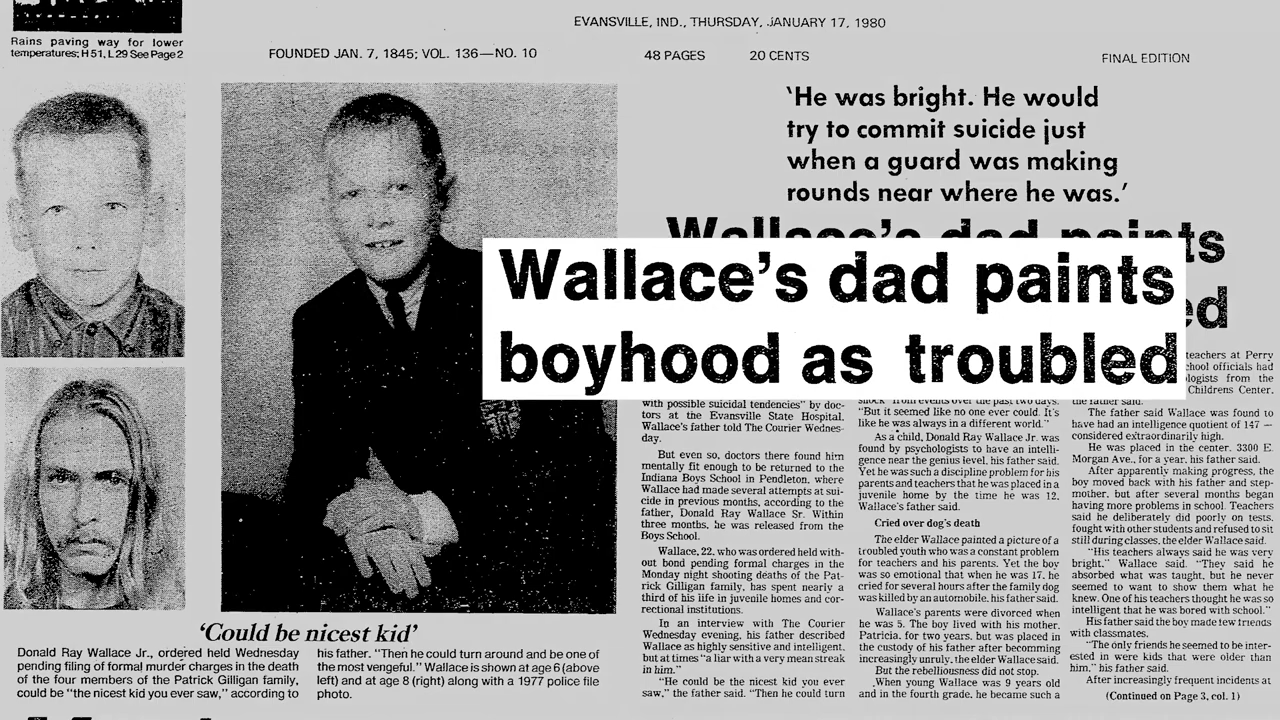 EVANSVILLE, IND., THURSDAY, JANUARY 17, 1980
Rains paving way for lower
temperatures; H 51, L 29 See Page 2
FOUNDED JAN. 7, 1845; VOL. 136—NO. 10
48 PAGES
20 CENTS
FINAL EDITION
‘He was bright. He would
try to commit suicide just
when a guard was making
rounds near where he was.’
Wallace’s dad paints
Wallace’s dad paints
boyhood as troubled
‘Could be nicest kid’
Donald Ray Wallace Jr., ordered held Wednesday
pending filing of formal murder charges in the death
of the four members of the Patrick Gilligan family,
could be “the nicest kid you ever saw,” according to
his father. “Then he could turn around and be one of
the most vengeful.” Wallace is shown at age 6 (above
left) and at age 8 (right) along with a 1977 police file
photo.
with possible suicidal tendencies” by doc-
tors at the Evansville State Hospital,
Wallace’s father told The Courier Wednes-
day.
But even so, doctors there found him
mentally fit enough to be returned to the
Indiana Boys School in Pendleton, where
Wallace had made several attempts at sui-
cide in previous months, according to the
father, Donald Ray Wallace Sr. Within
three months, he was released from the
Boys School.
Wallace, 22, who was ordered held with-
out bond pending formal charges in the
Monday night shooting deaths of the Pat-
rick Gilligan family, has spent nearly a
third of his life in juvenile homes and cor-
rectional institutions.
In an interview with The Courier
Wednesday evening, his father described
Wallace as highly sensitive and intelligent,
but at times “a liar with a very mean streak
in him.”
“He could be the nicest kid you ever
saw,” the father said. “Then he could turn
shock from events over the past two days.
“But it seemed like no one ever could. It’s
like he was always in a different world.”
As a child, Donald Ray Wallace Jr. was
found by psychologists to have an intelli-
gence near the genius level, his father said.
Yet he was such a discipline problem for his
parents and teachers that he was placed in a
juvenile home by the time he was 12,
Wallace’s father said.
Cried over dog’s death
The elder Wallace painted a picture of a
troubled youth who was a constant problem
for teachers and his parents. Yet the boy
was so emotional that when he was 17, he
cried for several hours after the family dog
was killed by an automobile, his father said.
Wallace’s parents were divorced when
he was 5. The boy lived with his mother,
Patricia, for two years, but was placed in
the custody of his father after becomming
increasingly unruly, the elder Wallace said.
But the rebelliousness did not stop.
When young Wallace was 9 years old
and in the fourth grade, he became such a
teachers at Perry
chool officials had
ologists from the
Childrens Center,
the father said.
The father said Wallace was found to
have had an intelligence quotient of 147 —
considered extraordinarily high.
He was placed in the center, 3300 E.
Morgan Ave., for a year, his father said.
After apparently making progress, the
boy moved back with his father and step-
mother, but after several months began
having more problems in school. Teachers
said he deliberately did poorly on tests,
fought with other students and refused to sit
still during classes, the elder Wallace said.
“His teachers always said he was very
bright,” Wallace said. “They said he
absorbed what was taught, but he never
seemed to want to show them what he
knew. One of his teachers thought he was so
intelligent that he was bored with school.”
His father said the boy made few friends
with classmates.
“The only friends he seemed to be inter-
ested in were kids that were older than
him,” his father said.
After increasingly frequent incidents at
(Continued on Page 3, col. 1)